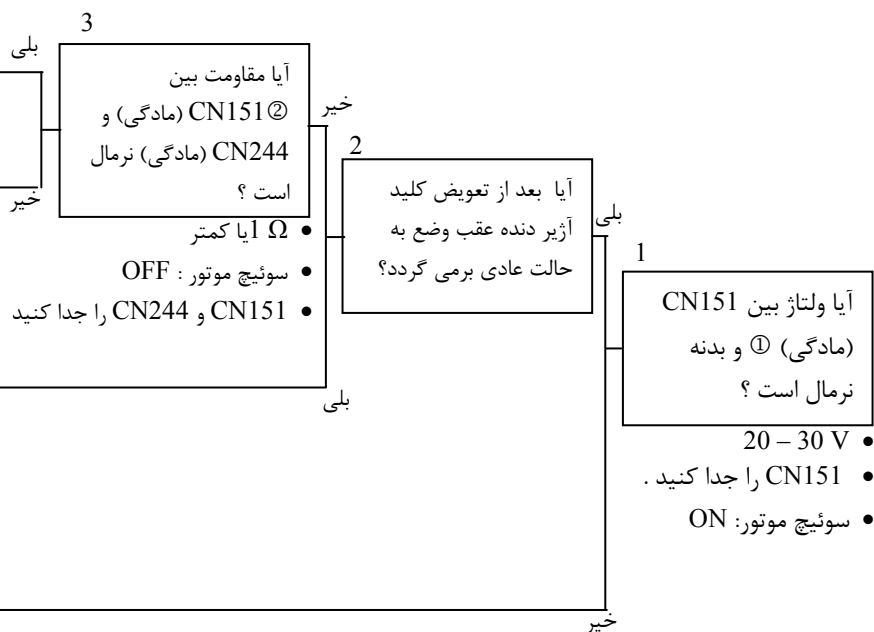 1
آیا ولتاژ بین CN151
(مادگی) ① و بدنه
نرمال است ؟
• 20 – 30 V
• CN151 را جدا کنید .
• سوئیچ موتور: ON
بلی
خیر
2
آیا بعد از تعویض کلید
آژیر دنده عقب وضع به
حالت عادی برمی گردد؟
خیر
بلی
3
آیا مقاومت بین
CN151② (مادگی) و
CN244 (مادگی) نرمال
است ؟
• 1 Ω یا کمتر
• سوئیچ موتور : OFF
• CN151 و CN244 را جدا کنید
بلی
خیر